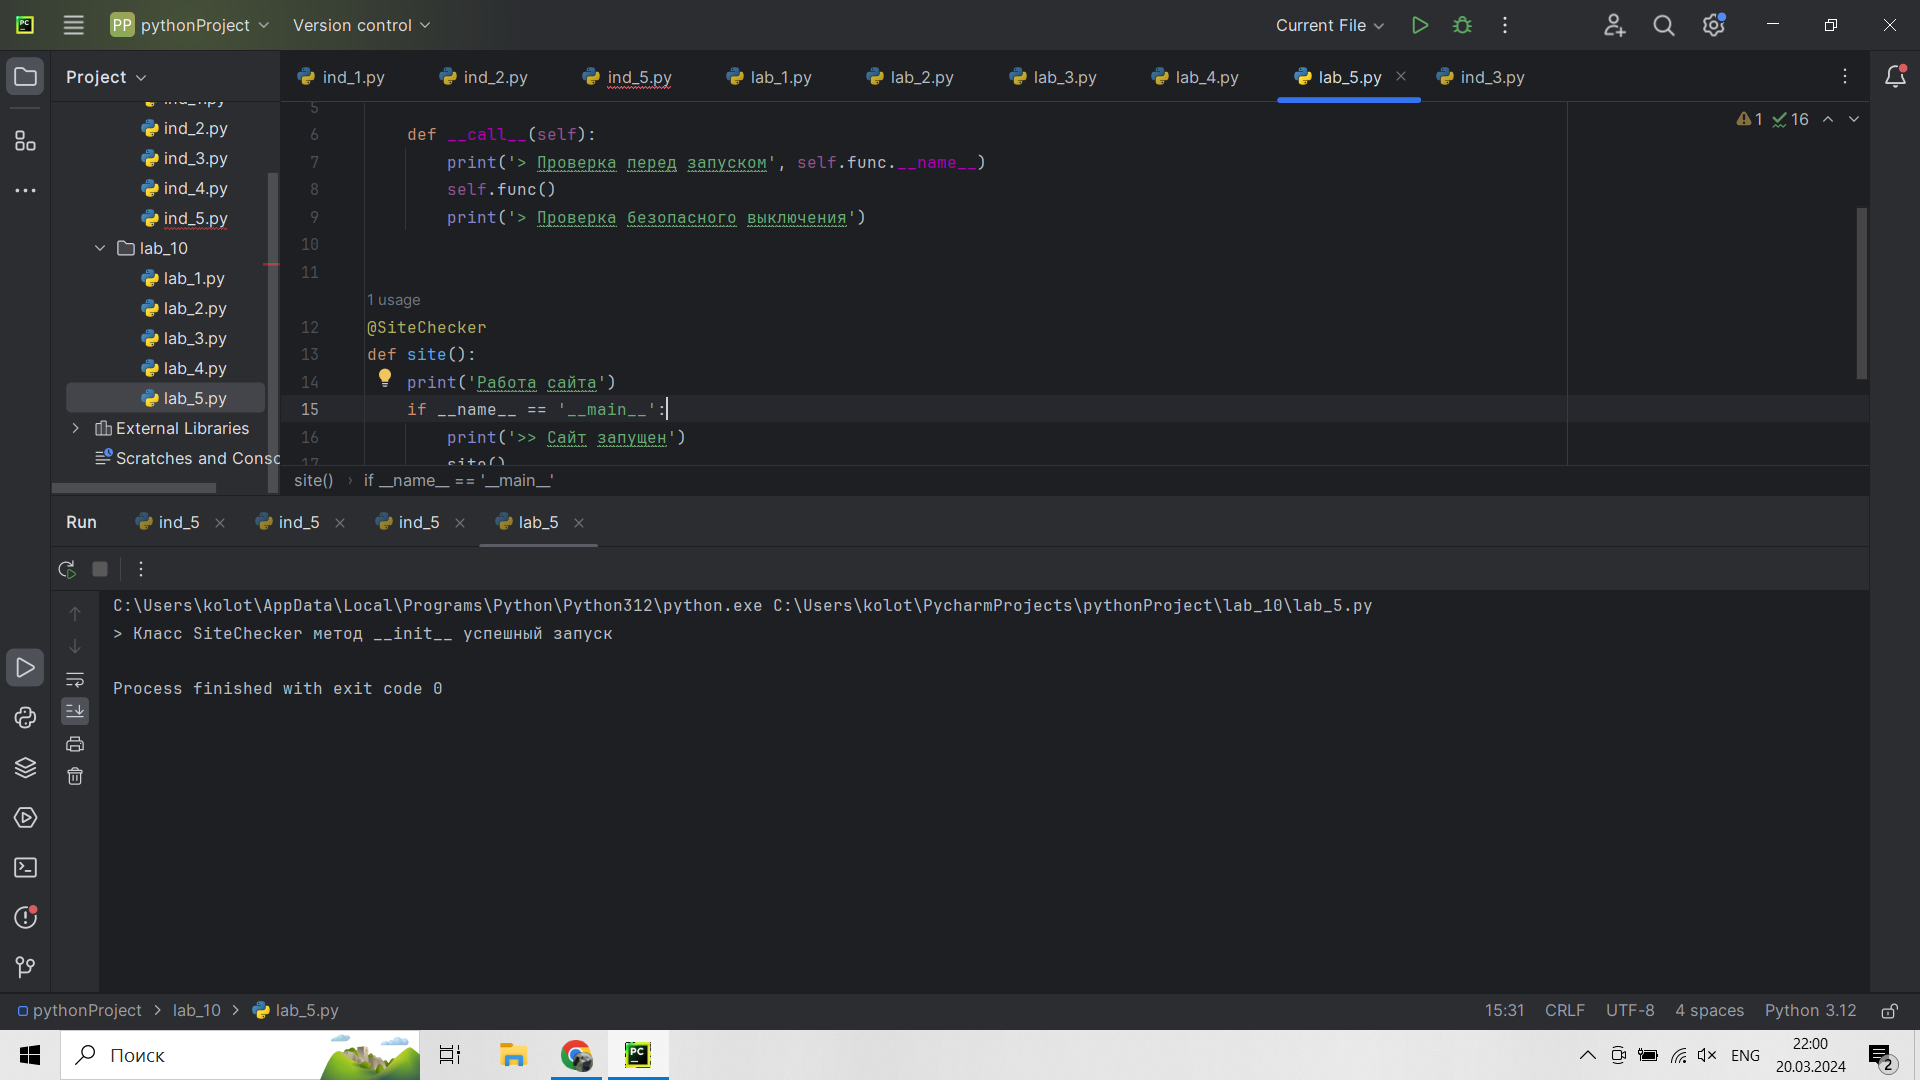 PC
PP pythonProject
Version control
Current File
Project
ind_1.py
ind_2.py
ind_5.py
lab_1.py
lab_2.py
lab_3.py
lab_4.py
lab_5.py
ind_3.py
ind_1.py
ind_2.py
ind_3.py
ind_4.py
ind_5.py
lab_10
lab_1.py
lab_2.py
lab_3.py
lab_4.py
lab_5.py
External Libraries
Scratches and Consc
1 16
5
6 def __call__(self):
7 print('> Проверка перед запуском', self.func.__name__)
8 self.func()
9 print('> Проверка безопасного выключения')
10
11
1 usage
12 @SiteChecker
13 def site():
14 print('Работа сайта')
15 if __name__ == '__main__':
16 print('>> Сайт запущен')
17 site()
site() › if __name__ == '__main__'
Run
ind_5
ind_5
ind_5
lab_5
C:\Users\kolot\AppData\Local\Programs\Python\Python312\python.exe C:\Users\kolot\PycharmProjects\pythonProject\lab_10\lab_5.py
> Класс SiteChecker метод __init__ успешный запуск
Process finished with exit code 0
pythonProject > lab_10 > lab_5.py
15:31 CRLF UTF-8 4 spaces Python 3.12
Поиск
PC
ENG
22:00
20.03.2024
2